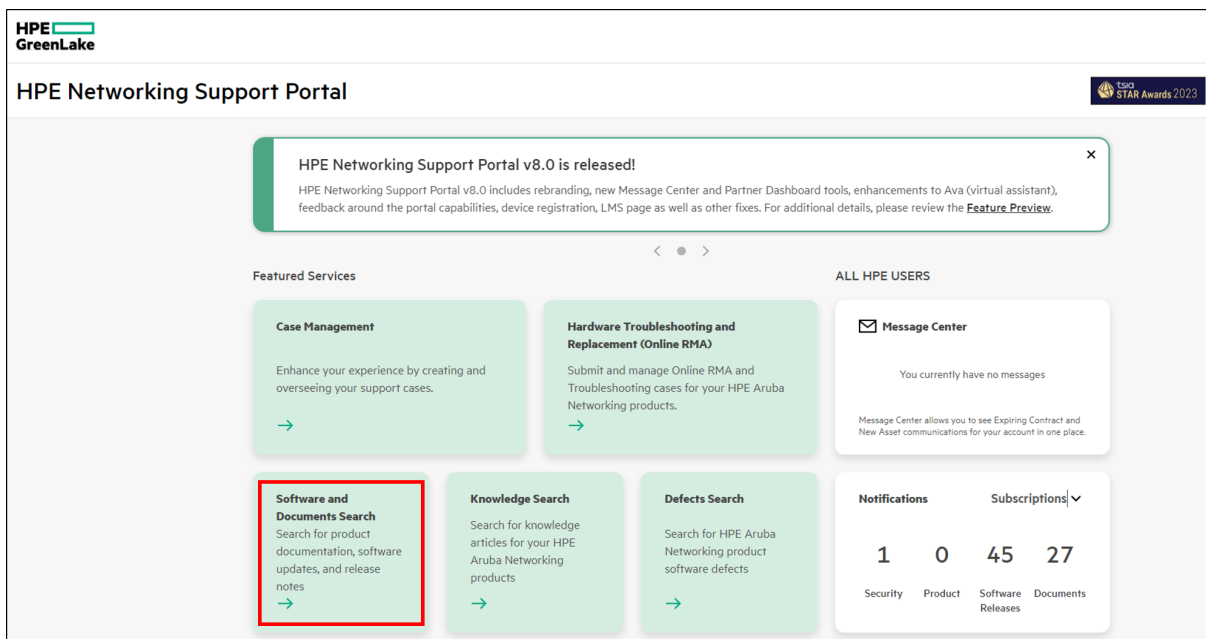 HPE
GreenLake
HPE Networking Support Portal
tsia
STAR Awards 2023
HPE Networking Support Portal v8.0 is released!
HPE Networking Support Portal v8.0 includes rebranding, new Message Center and Partner Dashboard tools, enhancements to Ava (virtual assistant),
feedback around the portal capabilities, device registration, LMS page as well as other fixes. For additional details, please review the Feature Preview.
Featured Services
ALL HPE USERS
Case Management
Enhance your experience by creating and
overseeing your support cases.
Hardware Troubleshooting and
Replacement (Online RMA)
Submit and manage Online RMA and
Troubleshooting cases for your HPE Aruba
Networking products.
Message Center
You currently have no messages
Message Center allows you to see Expiring Contract and
New Asset communications for your account in one place.
Software and
Documents Search
Search for product
documentation, software
updates, and release
notes
Knowledge Search
Search for knowledge
articles for your HPE
Aruba Networking
products
Defects Search
Search for HPE Aruba
Networking product
software defects
Notifications Subscriptions
1 0 45 27
Security Product Software Documents
Releases